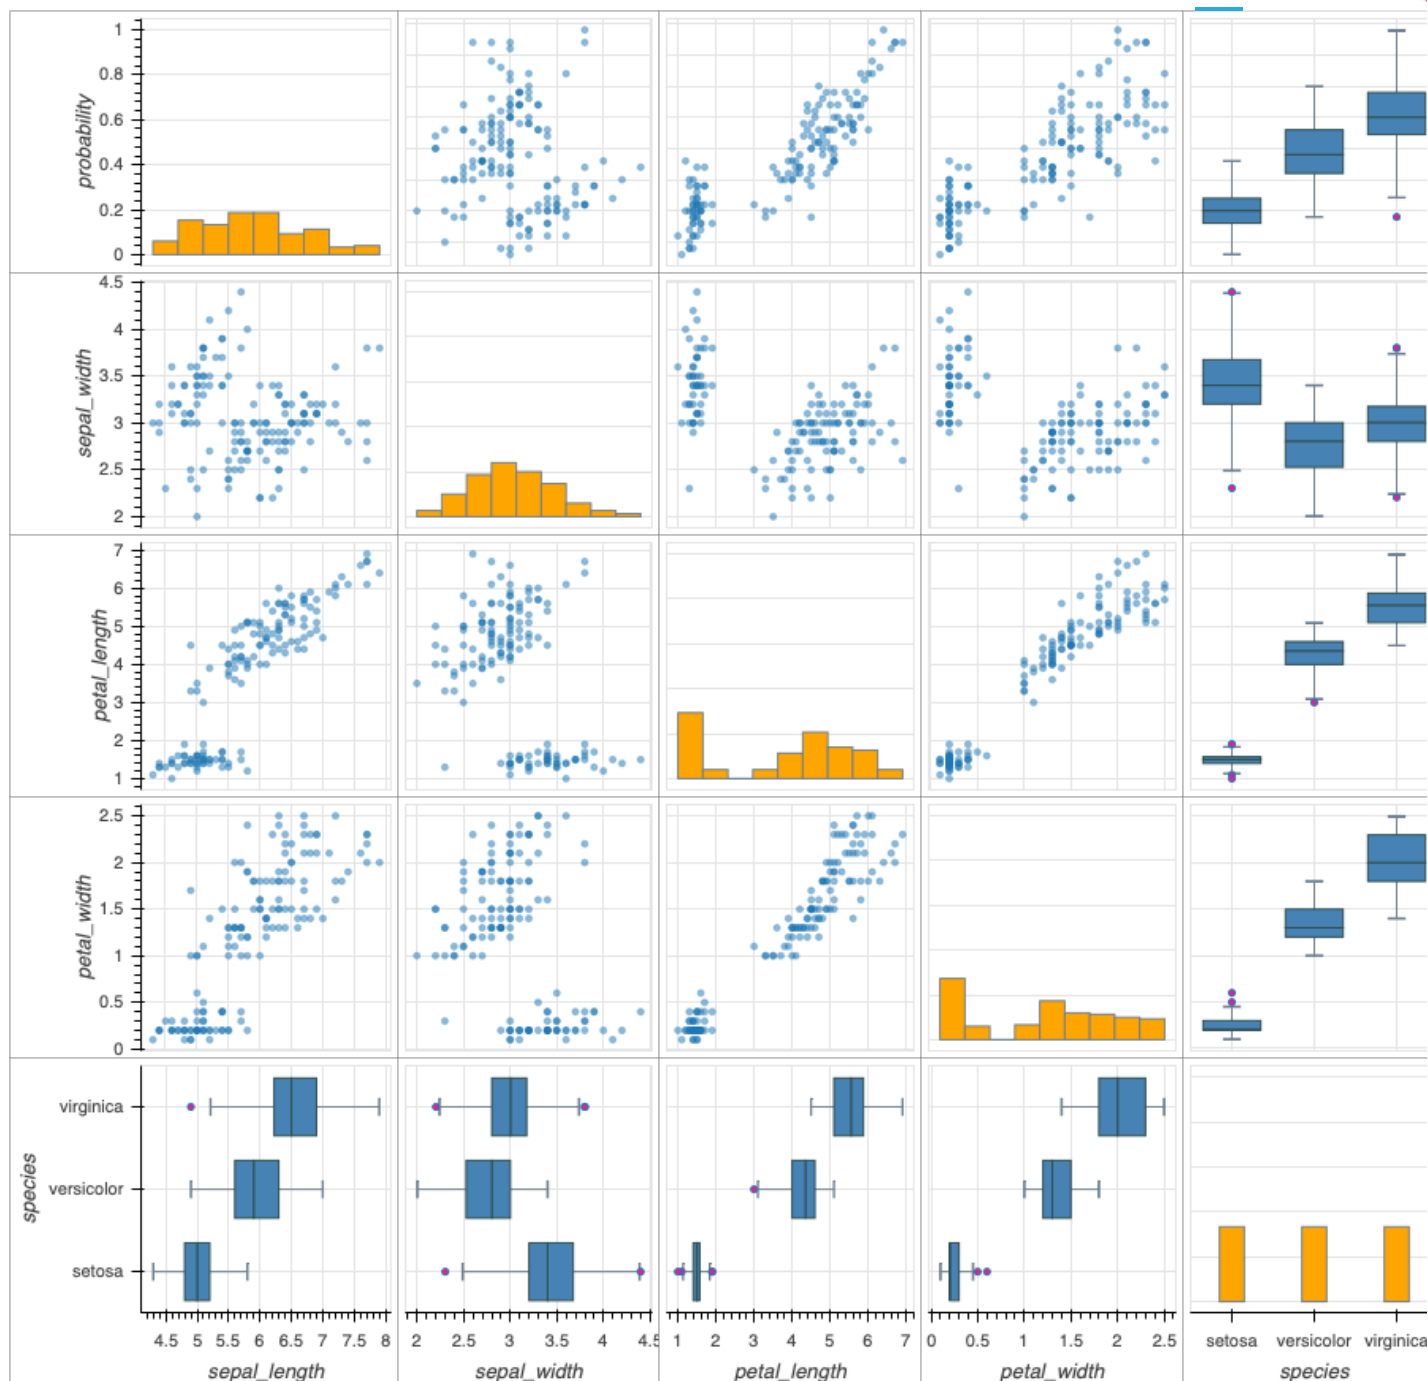 1
0.8
0.6
0.4
0.2
0
probability
4.5
4
3.5
3
2.5
2
sepal_width
7
6
5
4
3
2
1
petal_length
2.5
2
1.5
1
0.5
0
petal_width
virginica
versicolor
setosa
species
4.5 5 5.5 6 6.5 7 7.5 8
sepal_length
2 2.5 3 3.5 4 4.5
sepal_width
1 2 3 4 5 6 7
petal_length
0 0.5 1 1.5 2 2.5
petal_width
setosa versicolor virginica
species